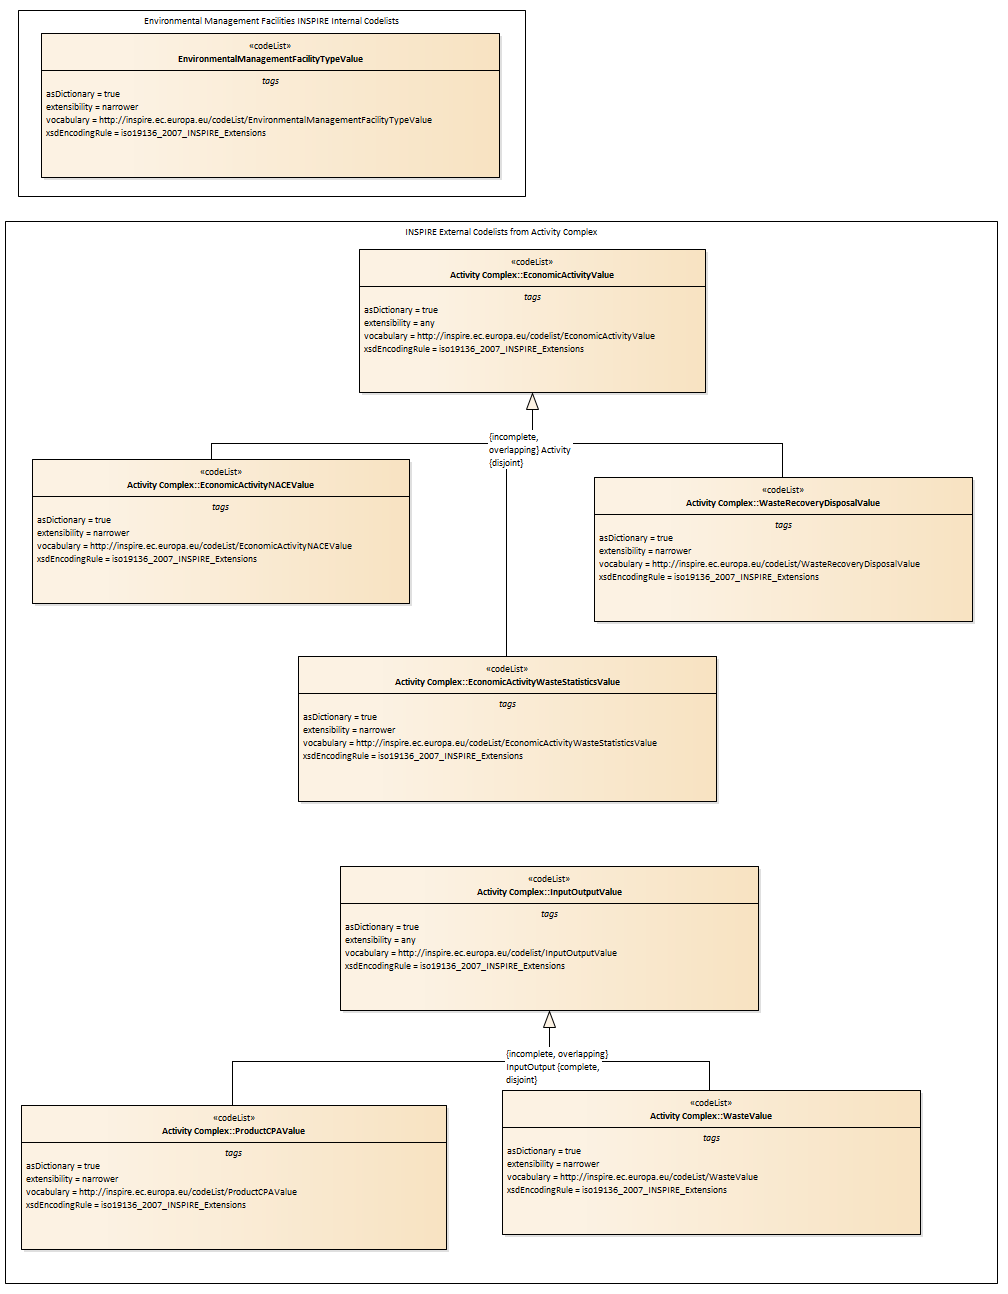 Environmental Management Facilities INSPIRE Internal Codelists
«codeList»
EnvironmentalManagementFacilityTypeValue
tags
asDictionary = true
extensibility = narrower
vocabulary = http://inspire.ec.europa.eu/codeList/EnvironmentalManagementFacilityTypeValue
xsdEncodingRule = iso19136_2007_INSPIRE_Extensions
INSPIRE External Codelists from Activity Complex
«codeList»
Activity Complex::EconomicActivityValue
tags
asDictionary = true
extensibility = any
vocabulary = http://inspire.ec.europa.eu/codelist/EconomicActivityValue
xsdEncodingRule = iso19136_2007_INSPIRE_Extensions
{incomplete,
overlapping} Activity
{disjoint}
«codeList»
Activity Complex::EconomicActivityNACEValue
tags
asDictionary = true
extensibility = narrower
vocabulary = http://inspire.ec.europa.eu/codeList/EconomicActivityNACEValue
xsdEncodingRule = iso19136_2007_INSPIRE_Extensions
«codeList»
Activity Complex::WasteRecoveryDisposalValue
tags
asDictionary = true
extensibility = narrower
vocabulary = http://inspire.ec.europa.eu/codeList/WasteRecoveryDisposalValue
xsdEncodingRule = iso19136_2007_INSPIRE_Extensions
«codeList»
Activity Complex::EconomicActivityWasteStatisticsValue
tags
asDictionary = true
extensibility = narrower
vocabulary = http://inspire.ec.europa.eu/codeList/EconomicActivityWasteStatisticsValue
xsdEncodingRule = iso19136_2007_INSPIRE_Extensions
«codeList»
Activity Complex::InputOutputValue
tags
asDictionary = true
extensibility = any
vocabulary = http://inspire.ec.europa.eu/codelist/InputOutputValue
xsdEncodingRule = iso19136_2007_INSPIRE_Extensions
{incomplete, overlapping}
InputOutput {complete,
disjoint}
«codeList»
Activity Complex::ProductCPAValue
tags
asDictionary = true
extensibility = narrower
vocabulary = http://inspire.ec.europa.eu/codeList/ProductCPAValue
xsdEncodingRule = iso19136_2007_INSPIRE_Extensions
«codeList»
Activity Complex::WasteValue
tags
asDictionary = true
extensibility = narrower
vocabulary = http://inspire.ec.europa.eu/codeList/WasteValue
xsdEncodingRule = iso19136_2007_INSPIRE_Extensions